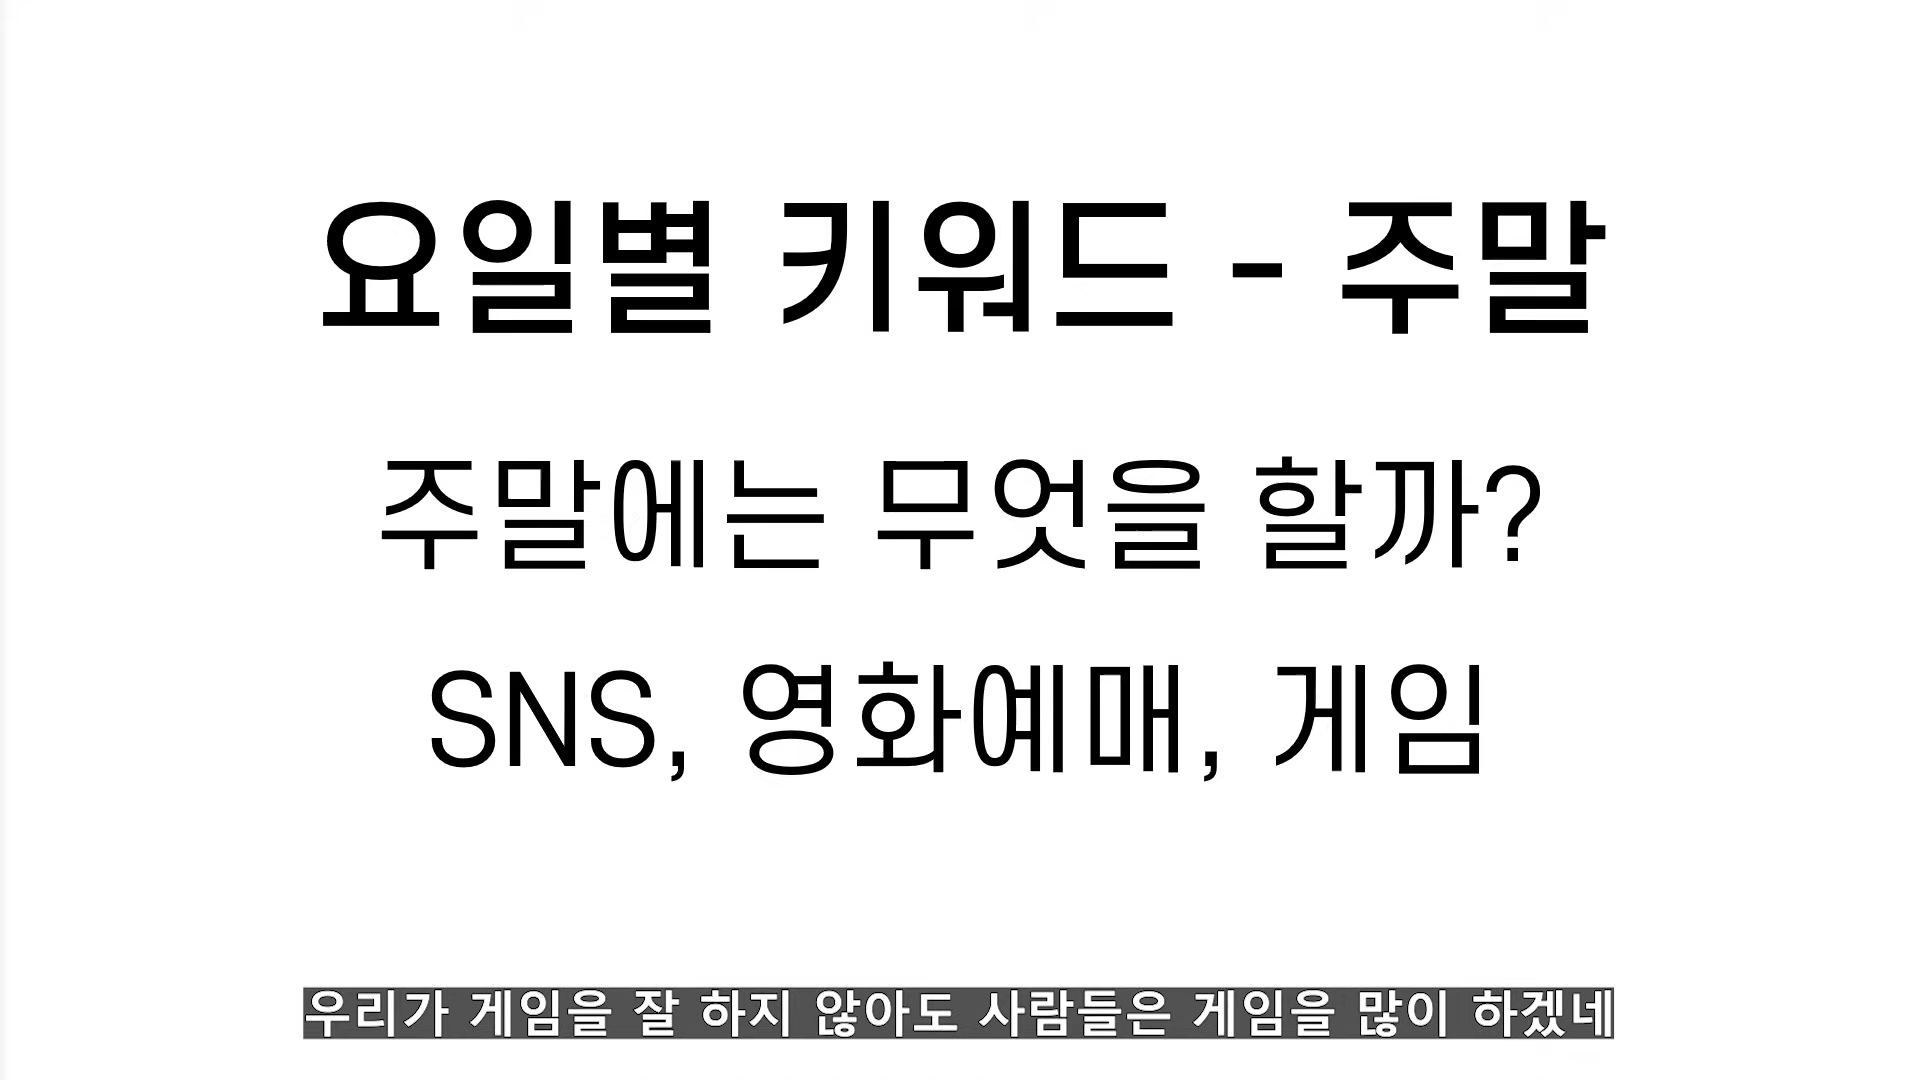 요일별 키워드 - 주말
주말에는 무엇을 할까?
SNS, 영화예매, 게임
우리가 게임을 잘 하지 않아도 사람들은 게임을 많이 하겠네